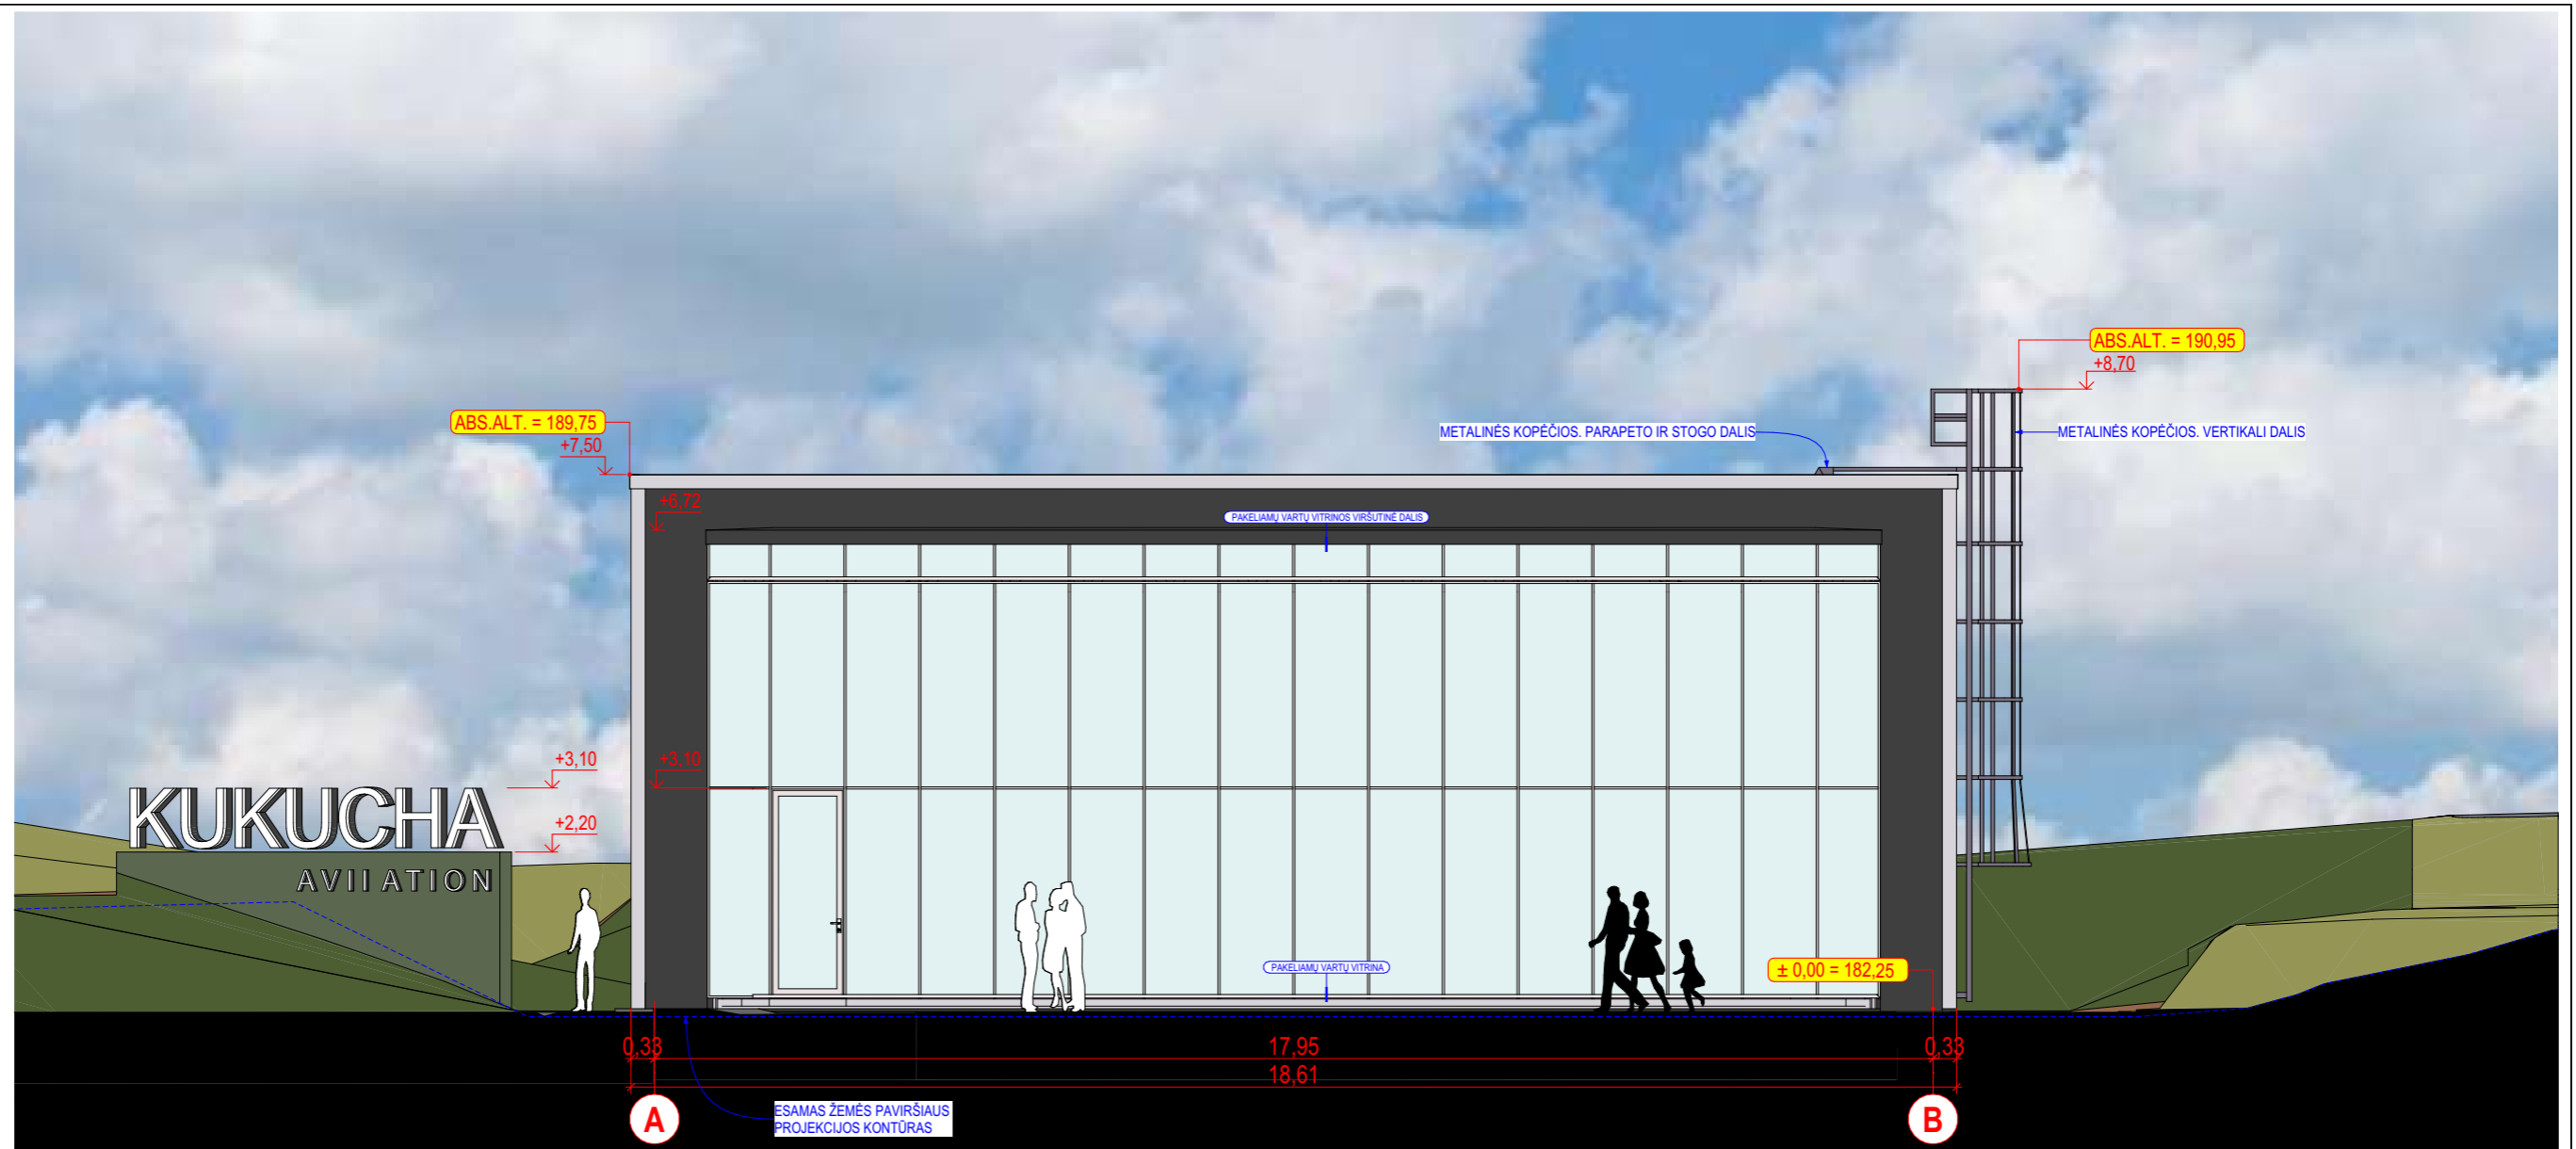 ABS.ALT. = 190,95
+8,70
ABS.ALT. = 189,75
+7,50
METALINĖS KOPĖČIOS. PARAPETO IR STOGO DALIS
METALINĖS KOPĖČIOS. VERTIKALI DALIS
+6,72
PAKELIAMŲ VARTŲ VITRINOS VIRŠUTINĖ DALIS
+3,10
+3,10
KUKUCHA
+2,20
AVIIATION
PAKELIAMŲ VARTŲ VITRINA
± 0,00 = 182,25
0,33
17,95
0,33
18,61
A
B
ESAMAS ŽEMĖS PAVIRŠIAUS
PROJEKCIJOS KONTŪRAS